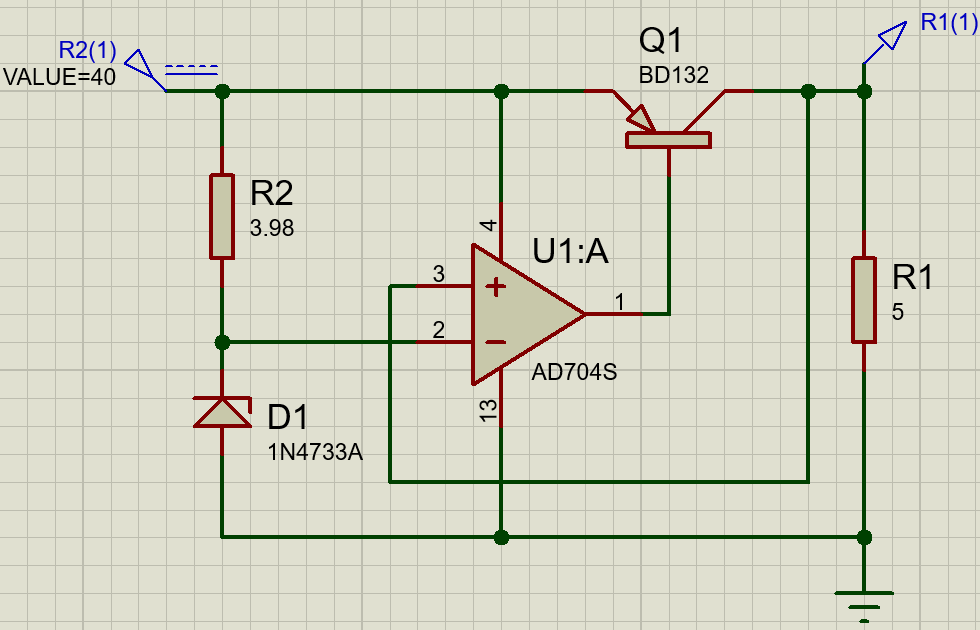 R2(1)
VALUE=40
Q1
BD132
R1(1)
R2
3.98
4
U1:A
3
+
1
2
−
AD704S
13
R1
5
D1
1N4733A